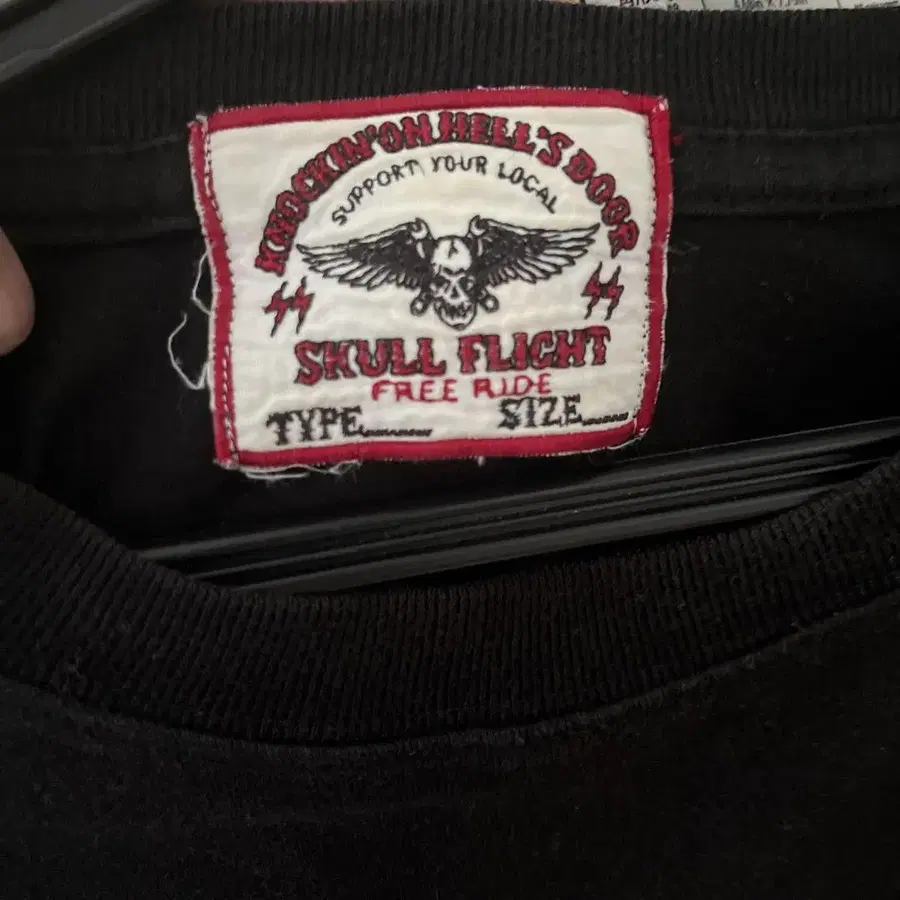 KNOCKIN'ON HELL'S DOOR
SUPPORT YOUR LOCAL
SKULL FLIGHT
FREE RIDE
TYPE
SIZE